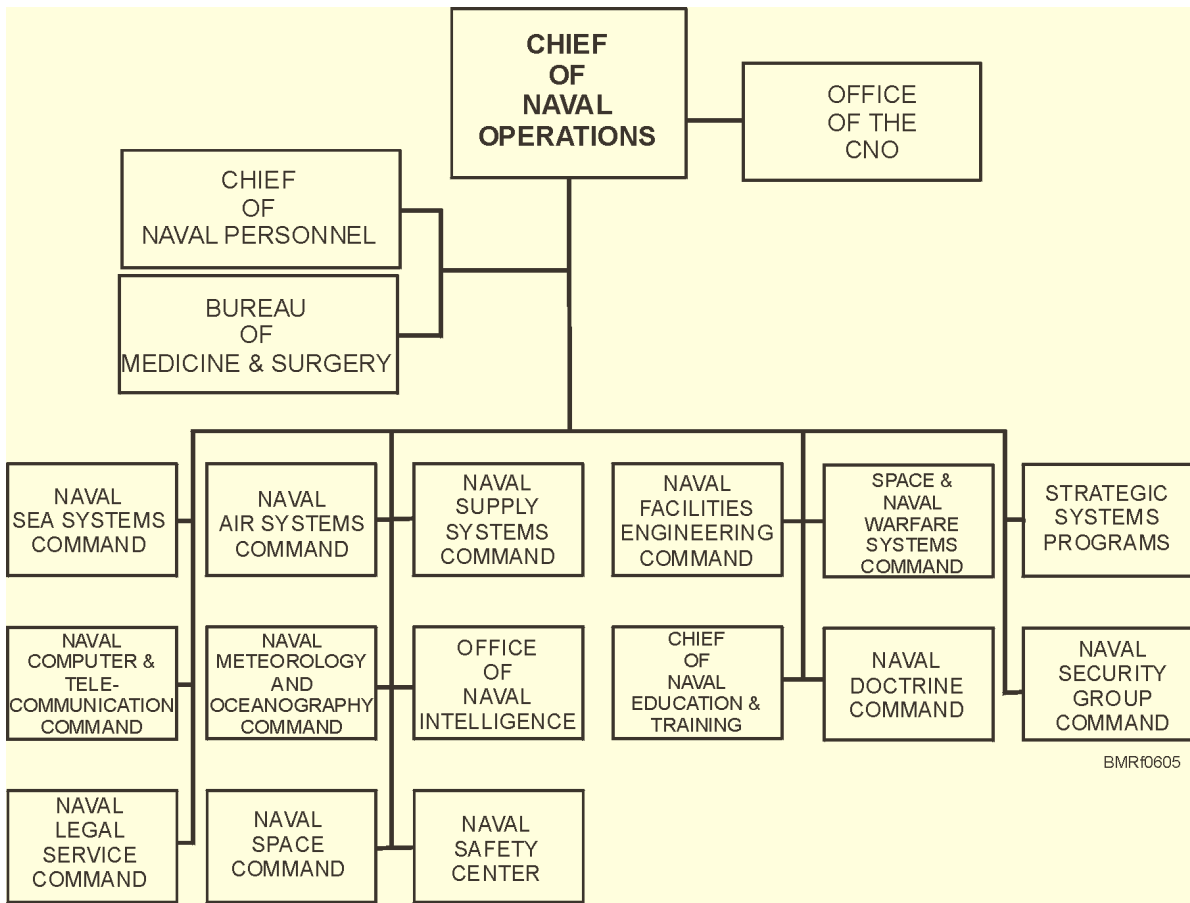 CHIEF
OF
NAVAL
OPERATIONS
OFFICE
OF THE
CNO
CHIEF
OF
NAVAL PERSONNEL
BUREAU
OF
MEDICINE & SURGERY
NAVAL
SEA SYSTEMS
COMMAND
NAVAL
AIR SYSTEMS
COMMAND
NAVAL
SUPPLY
SYSTEMS
COMMAND
NAVAL
FACILITIES
ENGINEERING
COMMAND
SPACE &
NAVAL
WARFARE
SYSTEMS
COMMAND
STRATEGIC
SYSTEMS
PROGRAMS
NAVAL
COMPUTER &
TELE-
COMMUNICATION
COMMAND
NAVAL
METEOROLOGY
AND
OCEANOGRAPHY
COMMAND
OFFICE
OF
NAVAL
INTELLIGENCE
CHIEF
OF
NAVAL
EDUCATION &
TRAINING
NAVAL
DOCTRINE
COMMAND
NAVAL
SECURITY
GROUP
COMMAND
BMRf0605
NAVAL
LEGAL
SERVICE
COMMAND
NAVAL
SPACE
COMMAND
NAVAL
SAFETY
CENTER